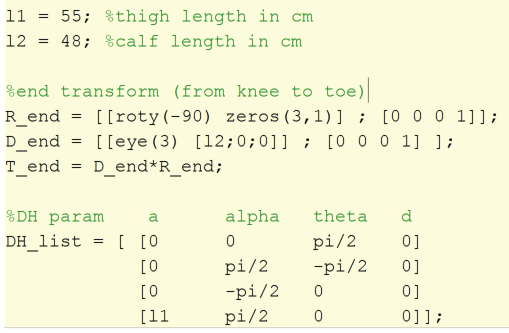 l1 = 55; %thigh length in cm
l2 = 48; %calf length in cm
%end transform (from knee to toe)
R_end = [[roty(-90) zeros(3,1)] ; [0 0 0 1]];
D_end = [[eye(3) [l2;0;0]] ; [0 0 0 1] ];
T_end = D_end*R_end;
%DH param a alpha theta d
DH_list = [ [0 0 pi/2 0]
[0 pi/2 -pi/2 0]
[0 -pi/2 0 0]
[l1 pi/2 0 0]];